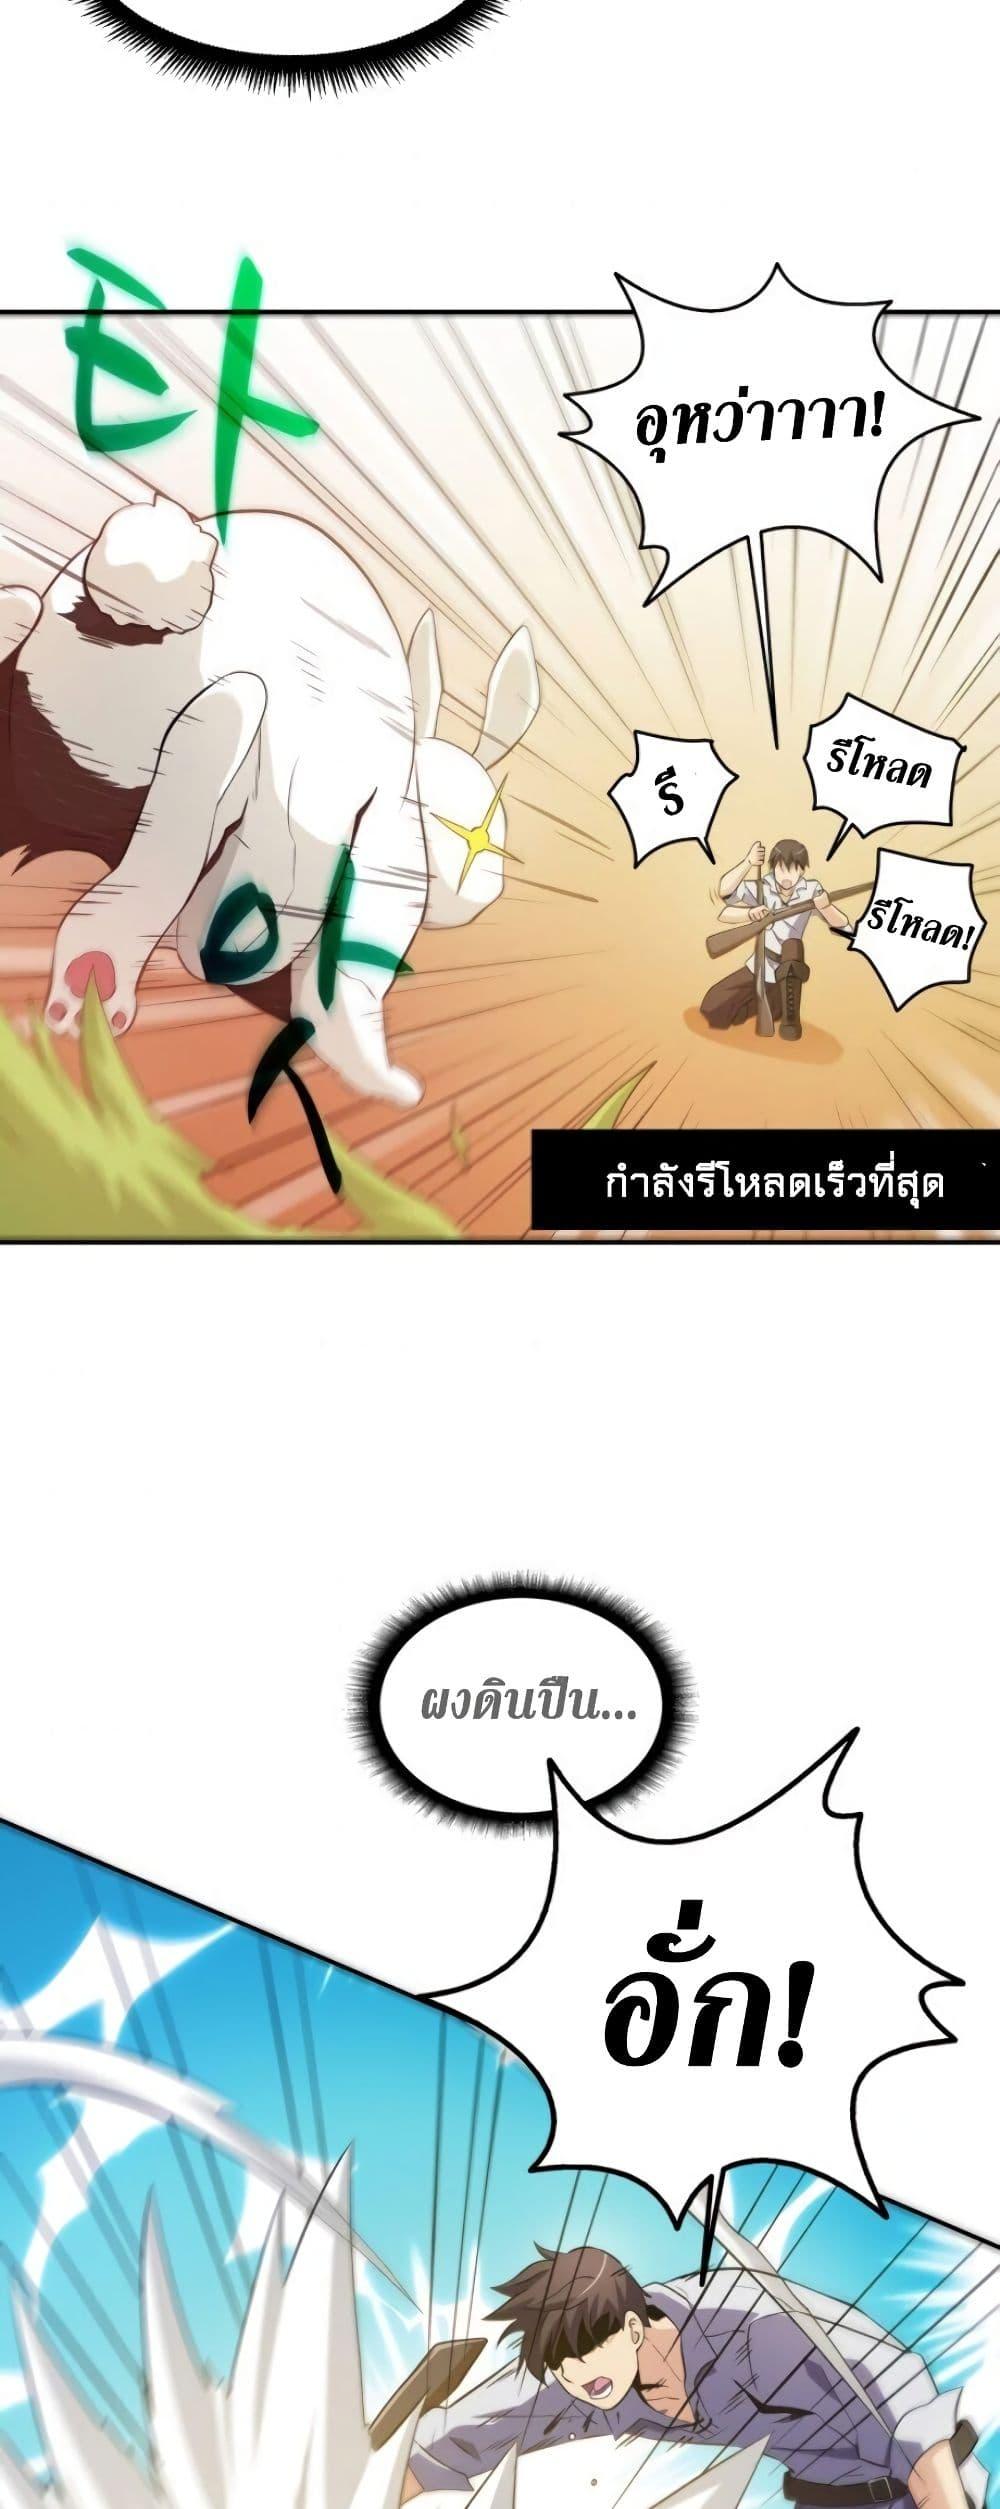 타
อุหว่าาาา!
รี
รีโหลด
รีโหลด!
앗
กำลังรีโหลดเร็วที่สุด
ผงดินปืน...
อั่ก!